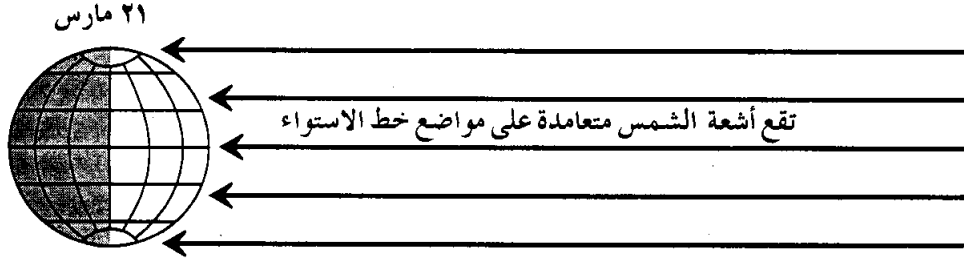 ٢١ مارس
تقع أشعة الشمس متعامدة على مواضع خط الاستواء